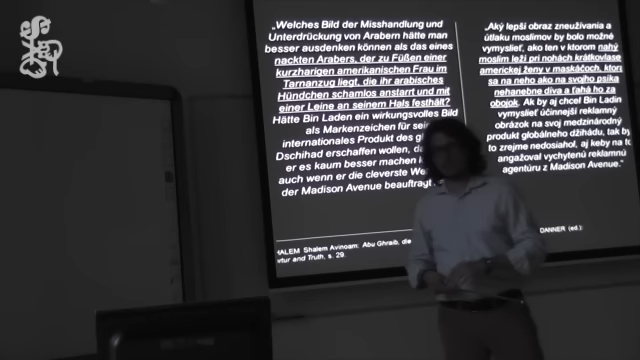 „Welches Bild der Misshandlung und
Unterdrückung von Arabern hätte man
besser ausdenken können als das eines
nackten Arabers, der zu Füßen einer
kurzharigen amerikanischen Frau im
Tarnanzug liegt, die ihr arabisches
Hündchen schamlos anstarrt und mit
einer Leine an seinem Hals festhält?
Hätte Bin Laden ein wirkungsvolles Bild
als Markenzeichen für sein
internationales Produkt des
Dschihad erschaffen wollen,
er es kaum besser machen
auch wenn er die cleverste
der Madison Avenue beauftragt
Shalem Avinoam: Abu Ghraib, die
and Truth, s. 29.
„Aký lepší obraz zneužívania a
útlaku moslimov by bolo možné
vymyslieť, ako ten v ktorom nahý
moslim leží pri nohách krátkovlase
americkej ženy v maskáčoch,
sa na neho ako na svojho psíka
nehanebne díva a ťahá ho za
obojok. Ak by aj chcel Bin Ladin
vymyslieť účinnejší reklamný
obrázok na svoj medzinárodný
produkt globálneho džihádu, tak by
to zrejme nedosiahol, aj keby na to
angažoval vychytenú reklamnú
agentúru z Madison Avenue."
DANNER (ed.):